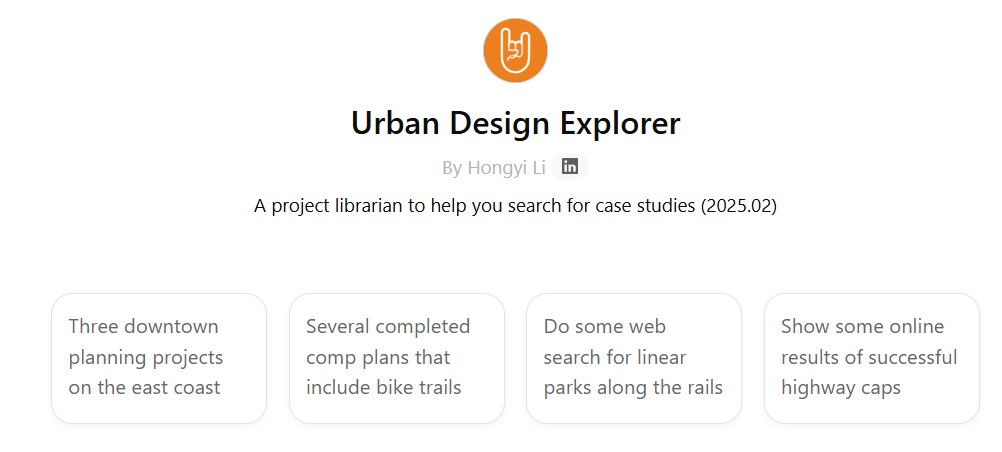 Urban Design Explorer
By Hongyi Li in
A project librarian to help you search for case studies (2025.02)
Three downtown
planning projects
on the east coast
Several completed
comp plans that
include bike trails
Do some web
search for linear
parks along the rails
Show some online
results of successful
highway caps